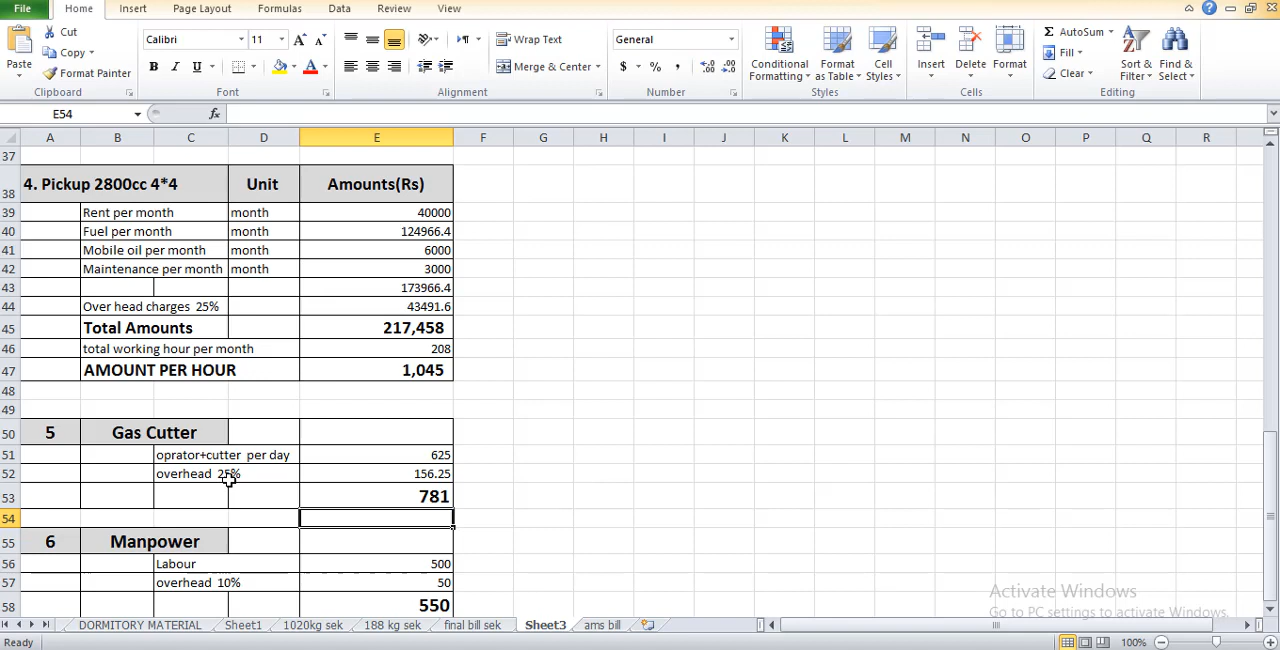 File Home Insert Page Layout Formulas Data Review View
Cut Calibri 11 Wrap Text General AutoSum
Paste Copy Conditional Format Cell Insert Delete Format Fill Sort & Find &
Format Painter B I U Merge & Center $ % , Formatting as Table Styles Clear Filter Select
Clipboard Font Alignment Number Styles Cells Editing
E54 fx
A B C D E F G H I J K L M N O P Q R
37
38 4. Pickup 2800cc 4*4 Unit Amounts(Rs)
39 Rent per month month 40000
40 Fuel per month month 124966.4
41 Mobile oil per month month 6000
42 Maintenance per month month 3000
43 173966.4
44 Over head charges 25% 43491.6
45 Total Amounts 217,458
46 total working hour per month 208
47 AMOUNT PER HOUR 1,045
48
49
50 5 Gas Cutter
51 oprator+cutter per day 625
52 overhead 25% 156.25
53 781
54
55 6 Manpower
56 Labour 500
57 overhead 10% 50
58 550
Activate Windows
Go to PC settings to activate Windows.
DORMITORY MATERIAL Sheet1 1020kg sek 188 kg sek final bill sek Sheet3 ams bill
Ready 100%